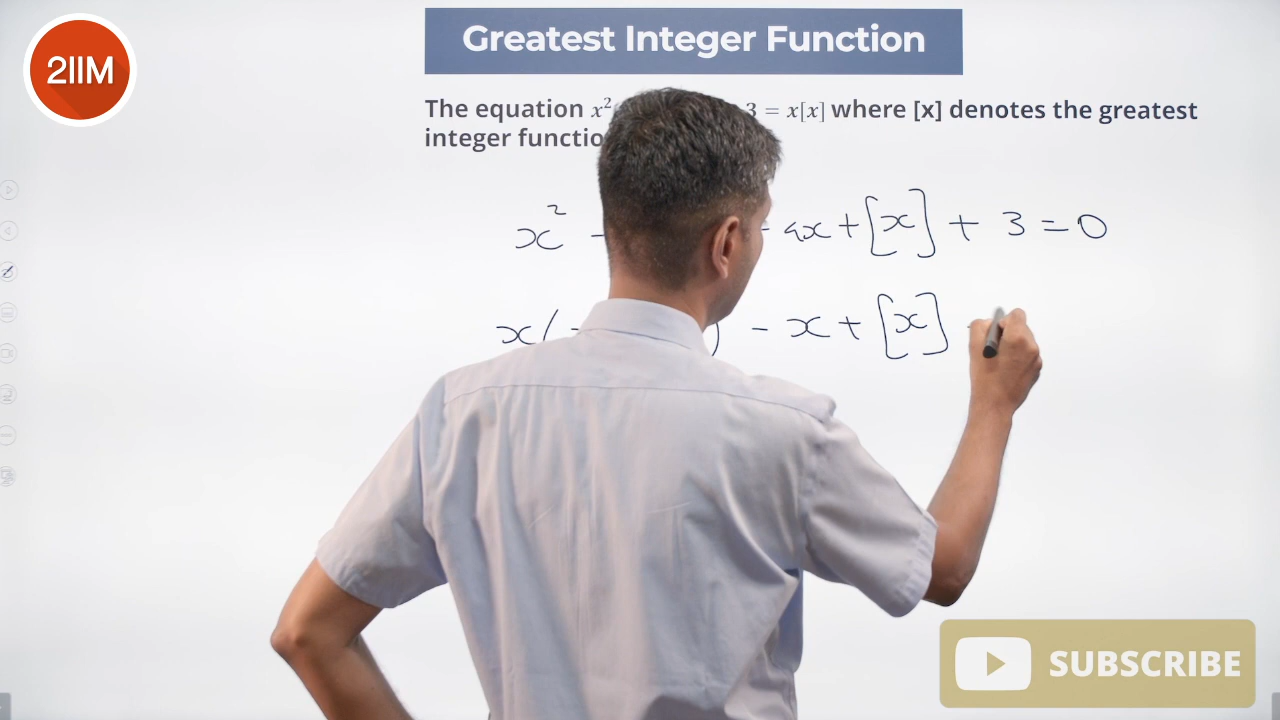 2IIM
Greatest Integer Function
The equation x² 3 = x[x] where [x] denotes the greatest
integer functio
x² - - 4x + [x] + 3 = 0
x( ) - x + [x]
SUBSCRIBE